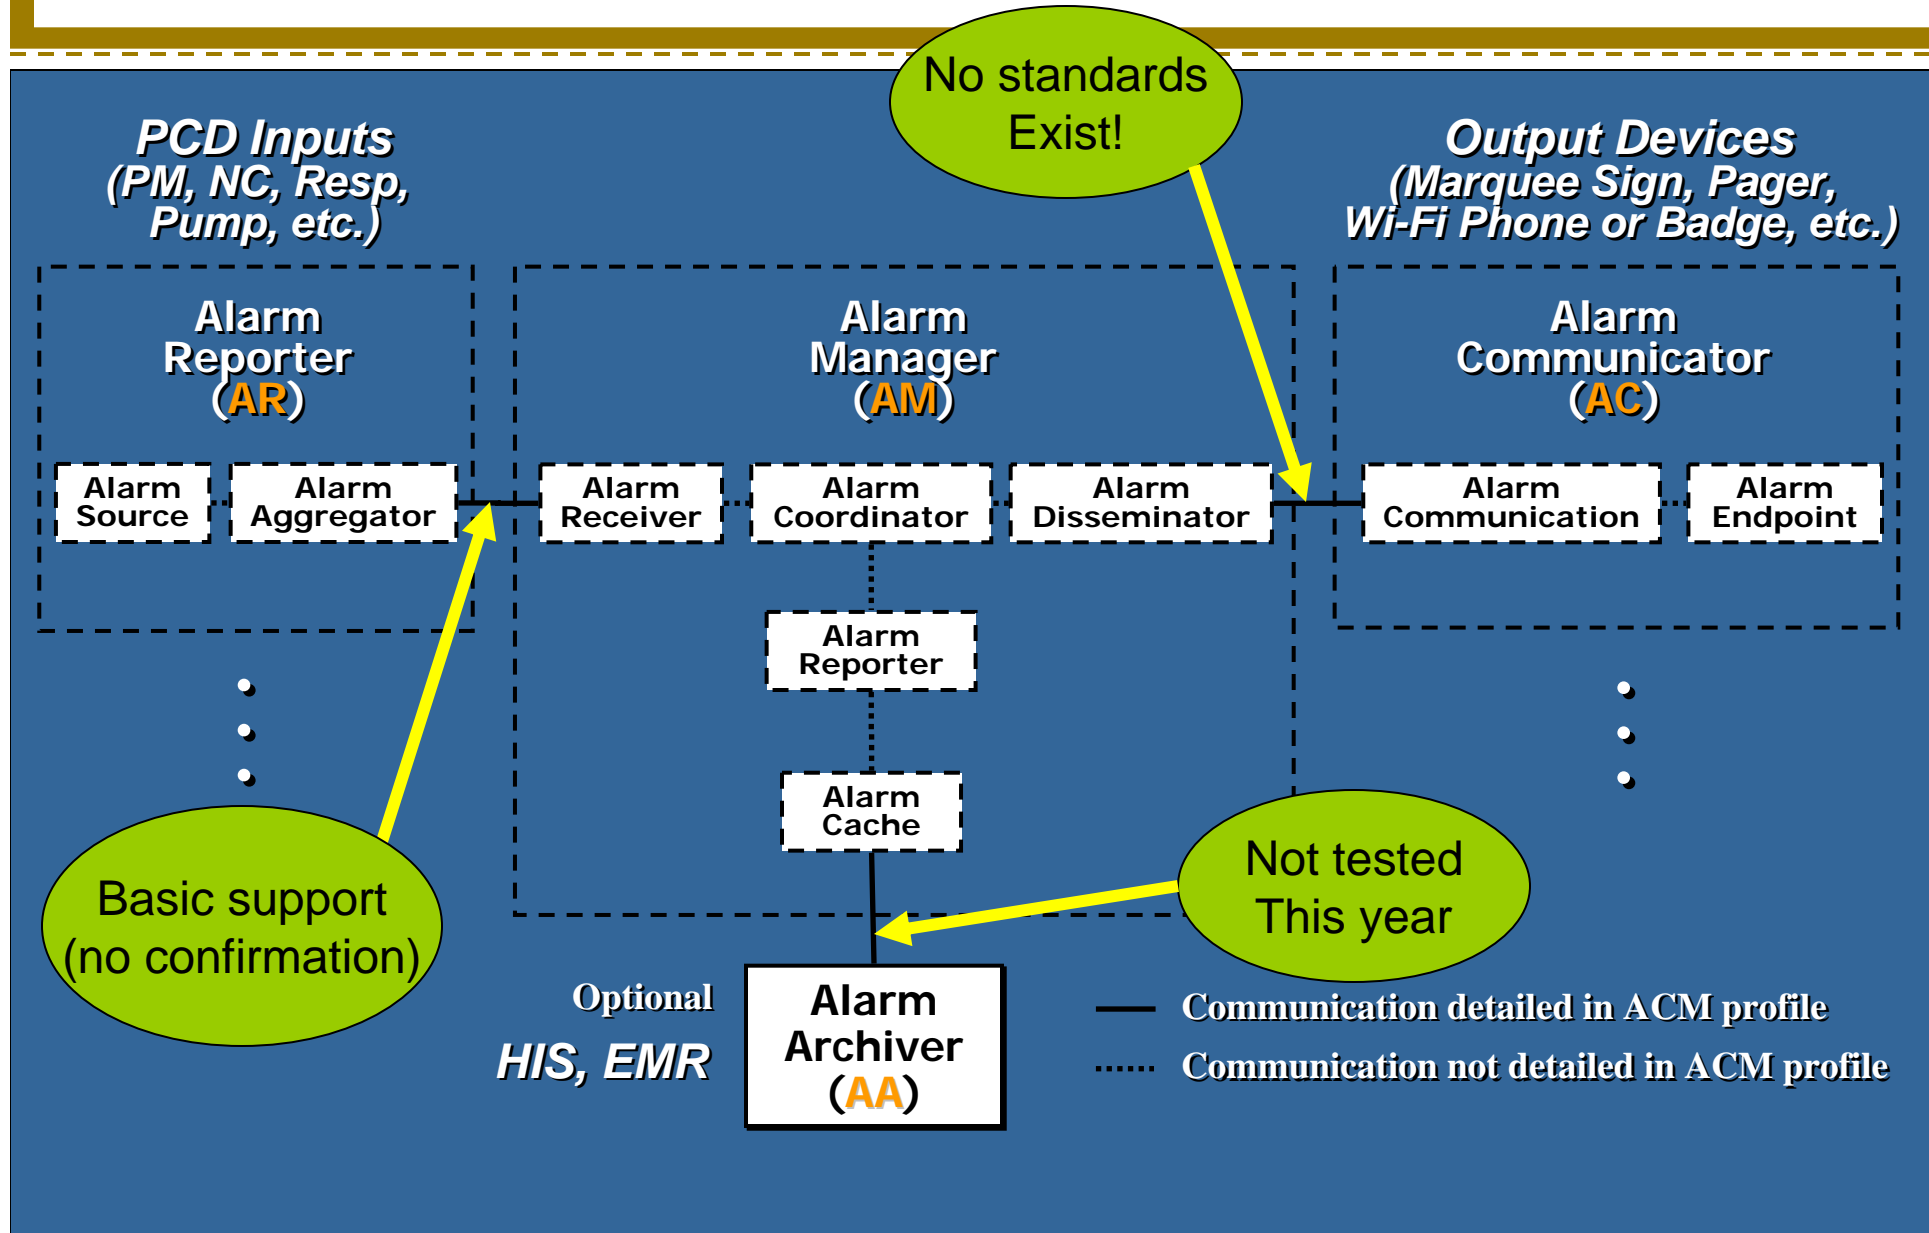 No standards
Exist!
PCD Inputs
(PM, NC, Resp,
Pump, etc.)
Output Devices
(Marquee Sign, Pager,
Wi-Fi Phone or Badge, etc.)
Alarm
Reporter
(AR)
Alarm
Manager
(AM)
Alarm
Communicator
(AC)
Alarm
Source
Alarm
Aggregator
Alarm
Receiver
Alarm
Coordinator
Alarm
Disseminator
Alarm
Communication
Alarm
Endpoint
Alarm
Reporter
Alarm
Cache
Basic support
(no confirmation)
Not tested
This year
Optional
HIS, EMR
Alarm
Archiver
(AA)
Communication detailed in ACM profile
Communication not detailed in ACM profile